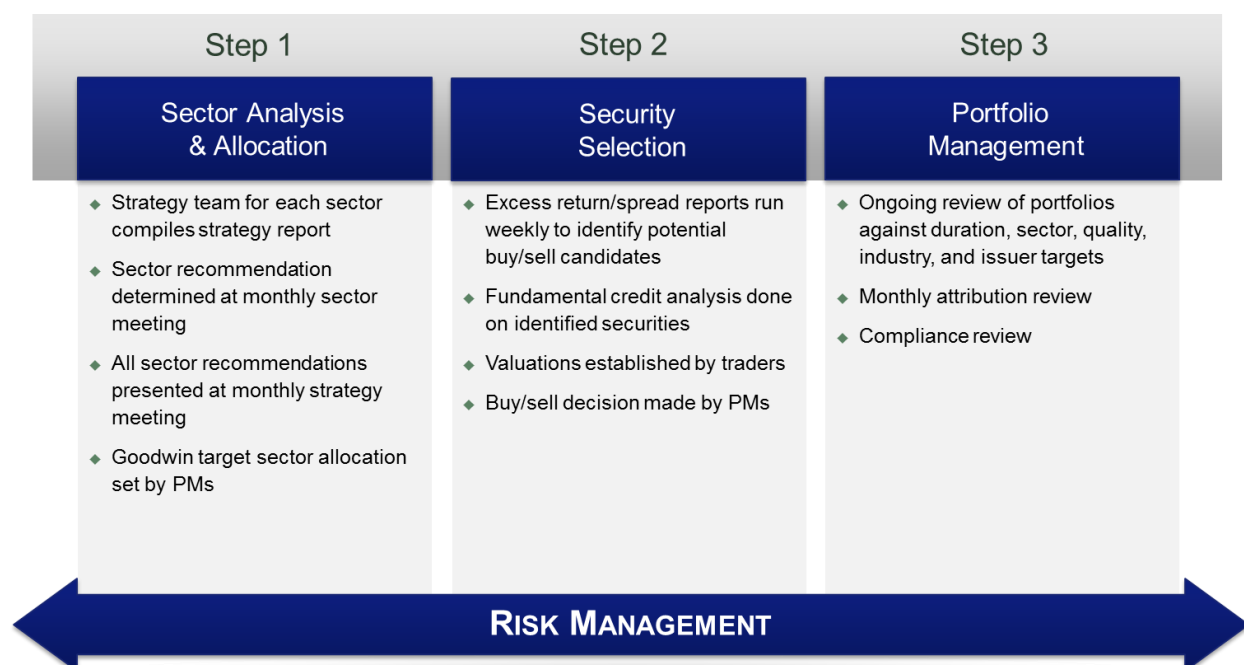 Step 1
Sector Analysis
& Allocation
Strategy team for each sector
compiles strategy report
Sector recommendation
determined at monthly sector
meeting
All sector recommendations
presented at monthly strategy
meeting
Goodwin target sector allocation
set by PMs
Step 2
Security
Selection
Excess return/spread reports run
weekly to identify potential
buy/sell candidates
Fundamental credit analysis done
on identified securities
Valuations established by traders
Buy/sell decision made by PMs
Step 3
Portfolio
Management
Ongoing review of portfolios
against duration, sector, quality,
industry, and issuer targets
Monthly attribution review
Compliance review
RISK MANAGEMENT